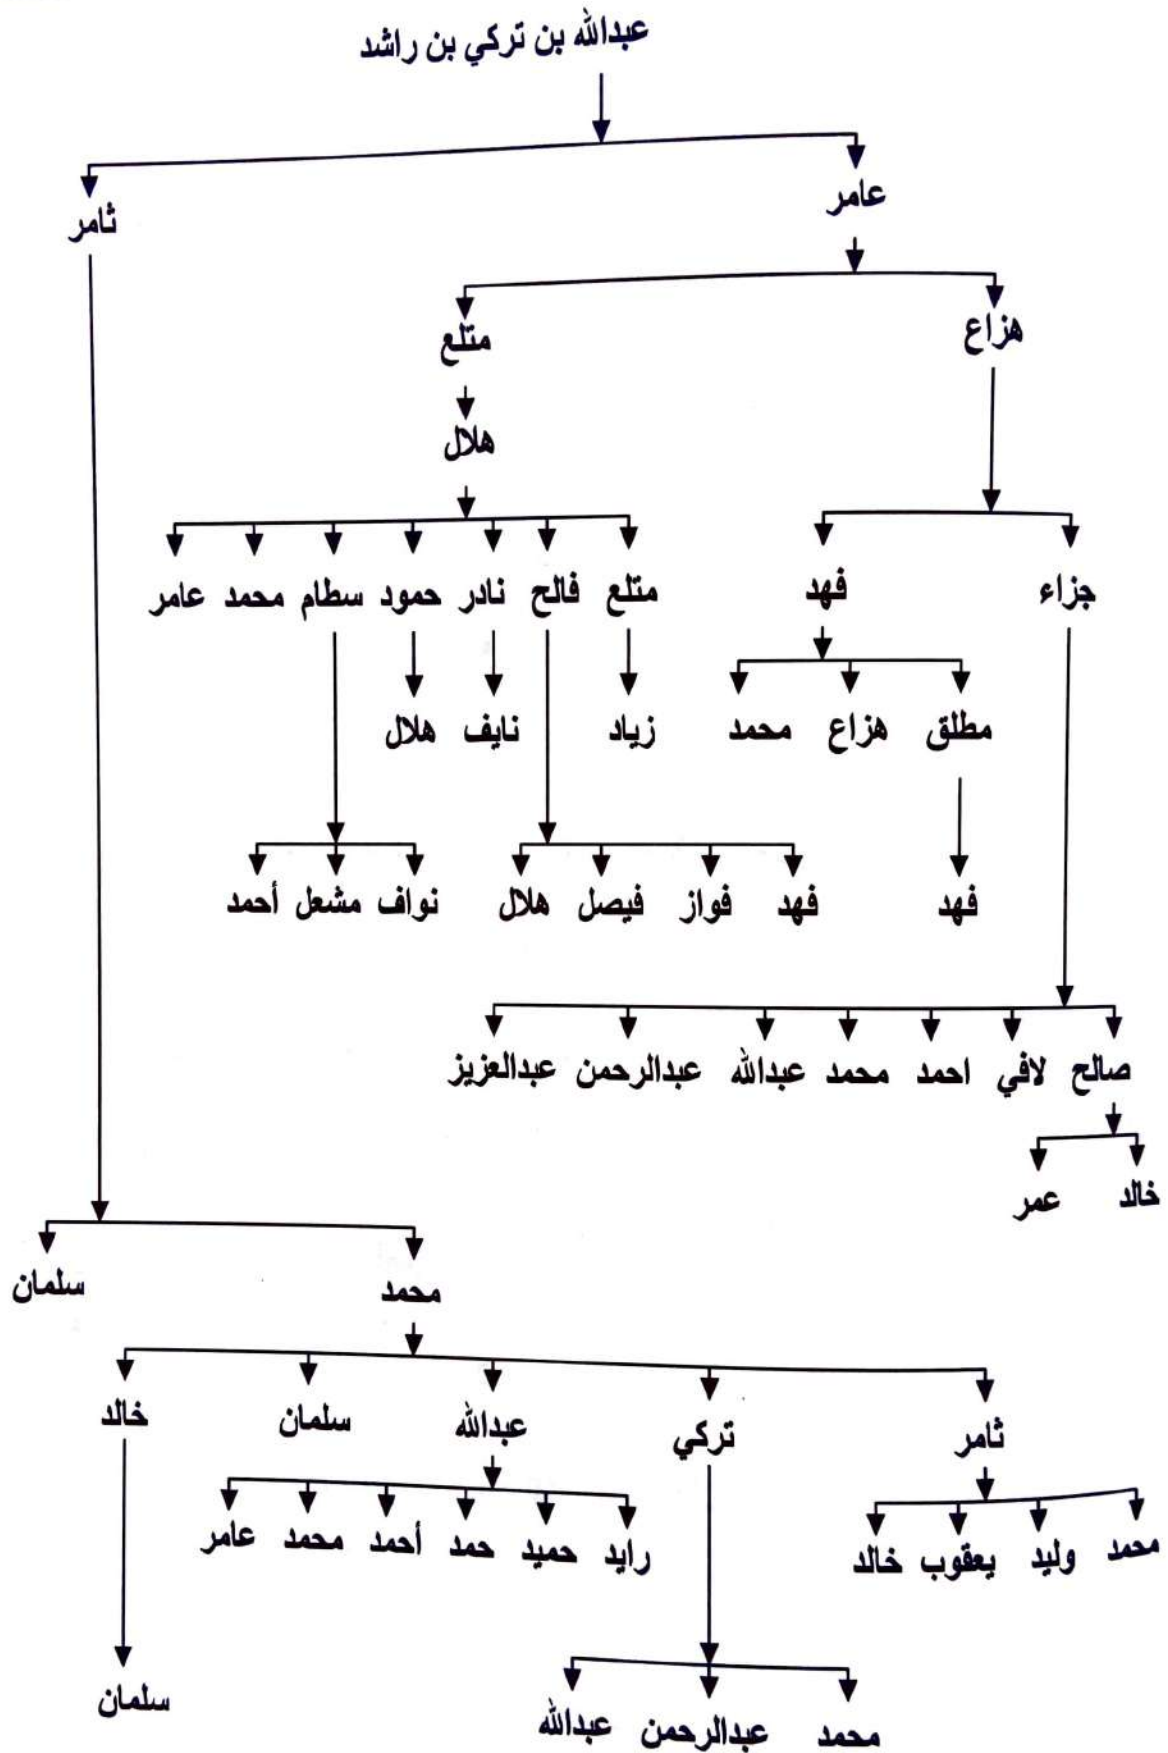 عبدالله بن تركي بن راشد
عامر
ثامر
هزاع
متلع
هلال
جزاء
فهد
متلع
فالح
نادر
حمود
سطام
محمد
عامر
مطلق
هزاع
محمد
زياد
نايف
هلال
فهد
فهد
فواز
فيصل
هلال
نواف
مشعل
أحمد
صالح
لافي
احمد
محمد
عبدالله
عبدالرحمن
عبدالعزيز
خالد
عمر
محمد
سلمان
ثامر
تركي
عبدالله
سلمان
خالد
محمد
وليد
يعقوب
خالد
رايد
حميد
حمد
أحمد
محمد
عامر
محمد
عبدالرحمن
عبدالله
سلمان